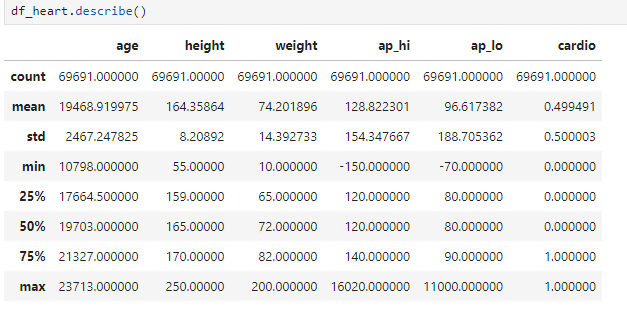 df_heart.describe()
age height weight ap_hi ap_lo cardio
count 69691.000000 69691.00000 69691.000000 69691.000000 69691.000000 69691.000000
mean 19468.919975 164.35864 74.201896 128.822301 96.617382 0.499491
std 2467.247825 8.20892 14.392733 154.347667 188.705362 0.500003
min 10798.000000 55.00000 10.000000 -150.000000 -70.000000 0.000000
25% 17664.500000 159.00000 65.000000 120.000000 80.000000 0.000000
50% 19703.000000 165.00000 72.000000 120.000000 80.000000 0.000000
75% 21327.000000 170.00000 82.000000 140.000000 90.000000 1.000000
max 23713.000000 250.00000 200.000000 16020.000000 11000.000000 1.000000